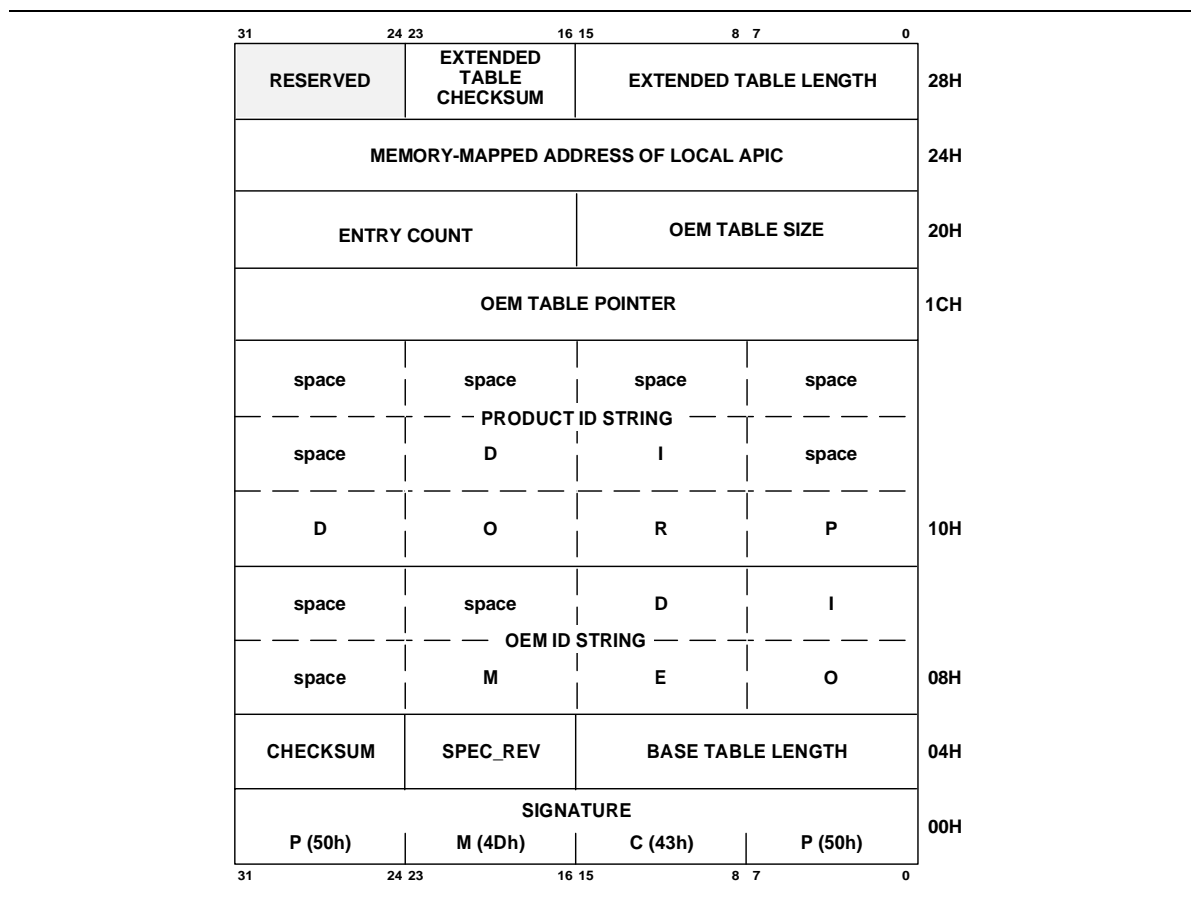 31 24 23 16 15 8 7 0
RESERVED
EXTENDED
TABLE
CHECKSUM
EXTENDED TABLE LENGTH
28H
MEMORY-MAPPED ADDRESS OF LOCAL APIC
24H
ENTRY COUNT
OEM TABLE SIZE
20H
OEM TABLE POINTER
1CH
space space space space
PRODUCT ID STRING
space D I space
D O R P
10H
space space D I
OEM ID STRING
space M E O
08H
CHECKSUM
SPEC_REV
BASE TABLE LENGTH
04H
SIGNATURE
00H
P (50h) M (4Dh) C (43h) P (50h)
31 24 23 16 15 8 7 0